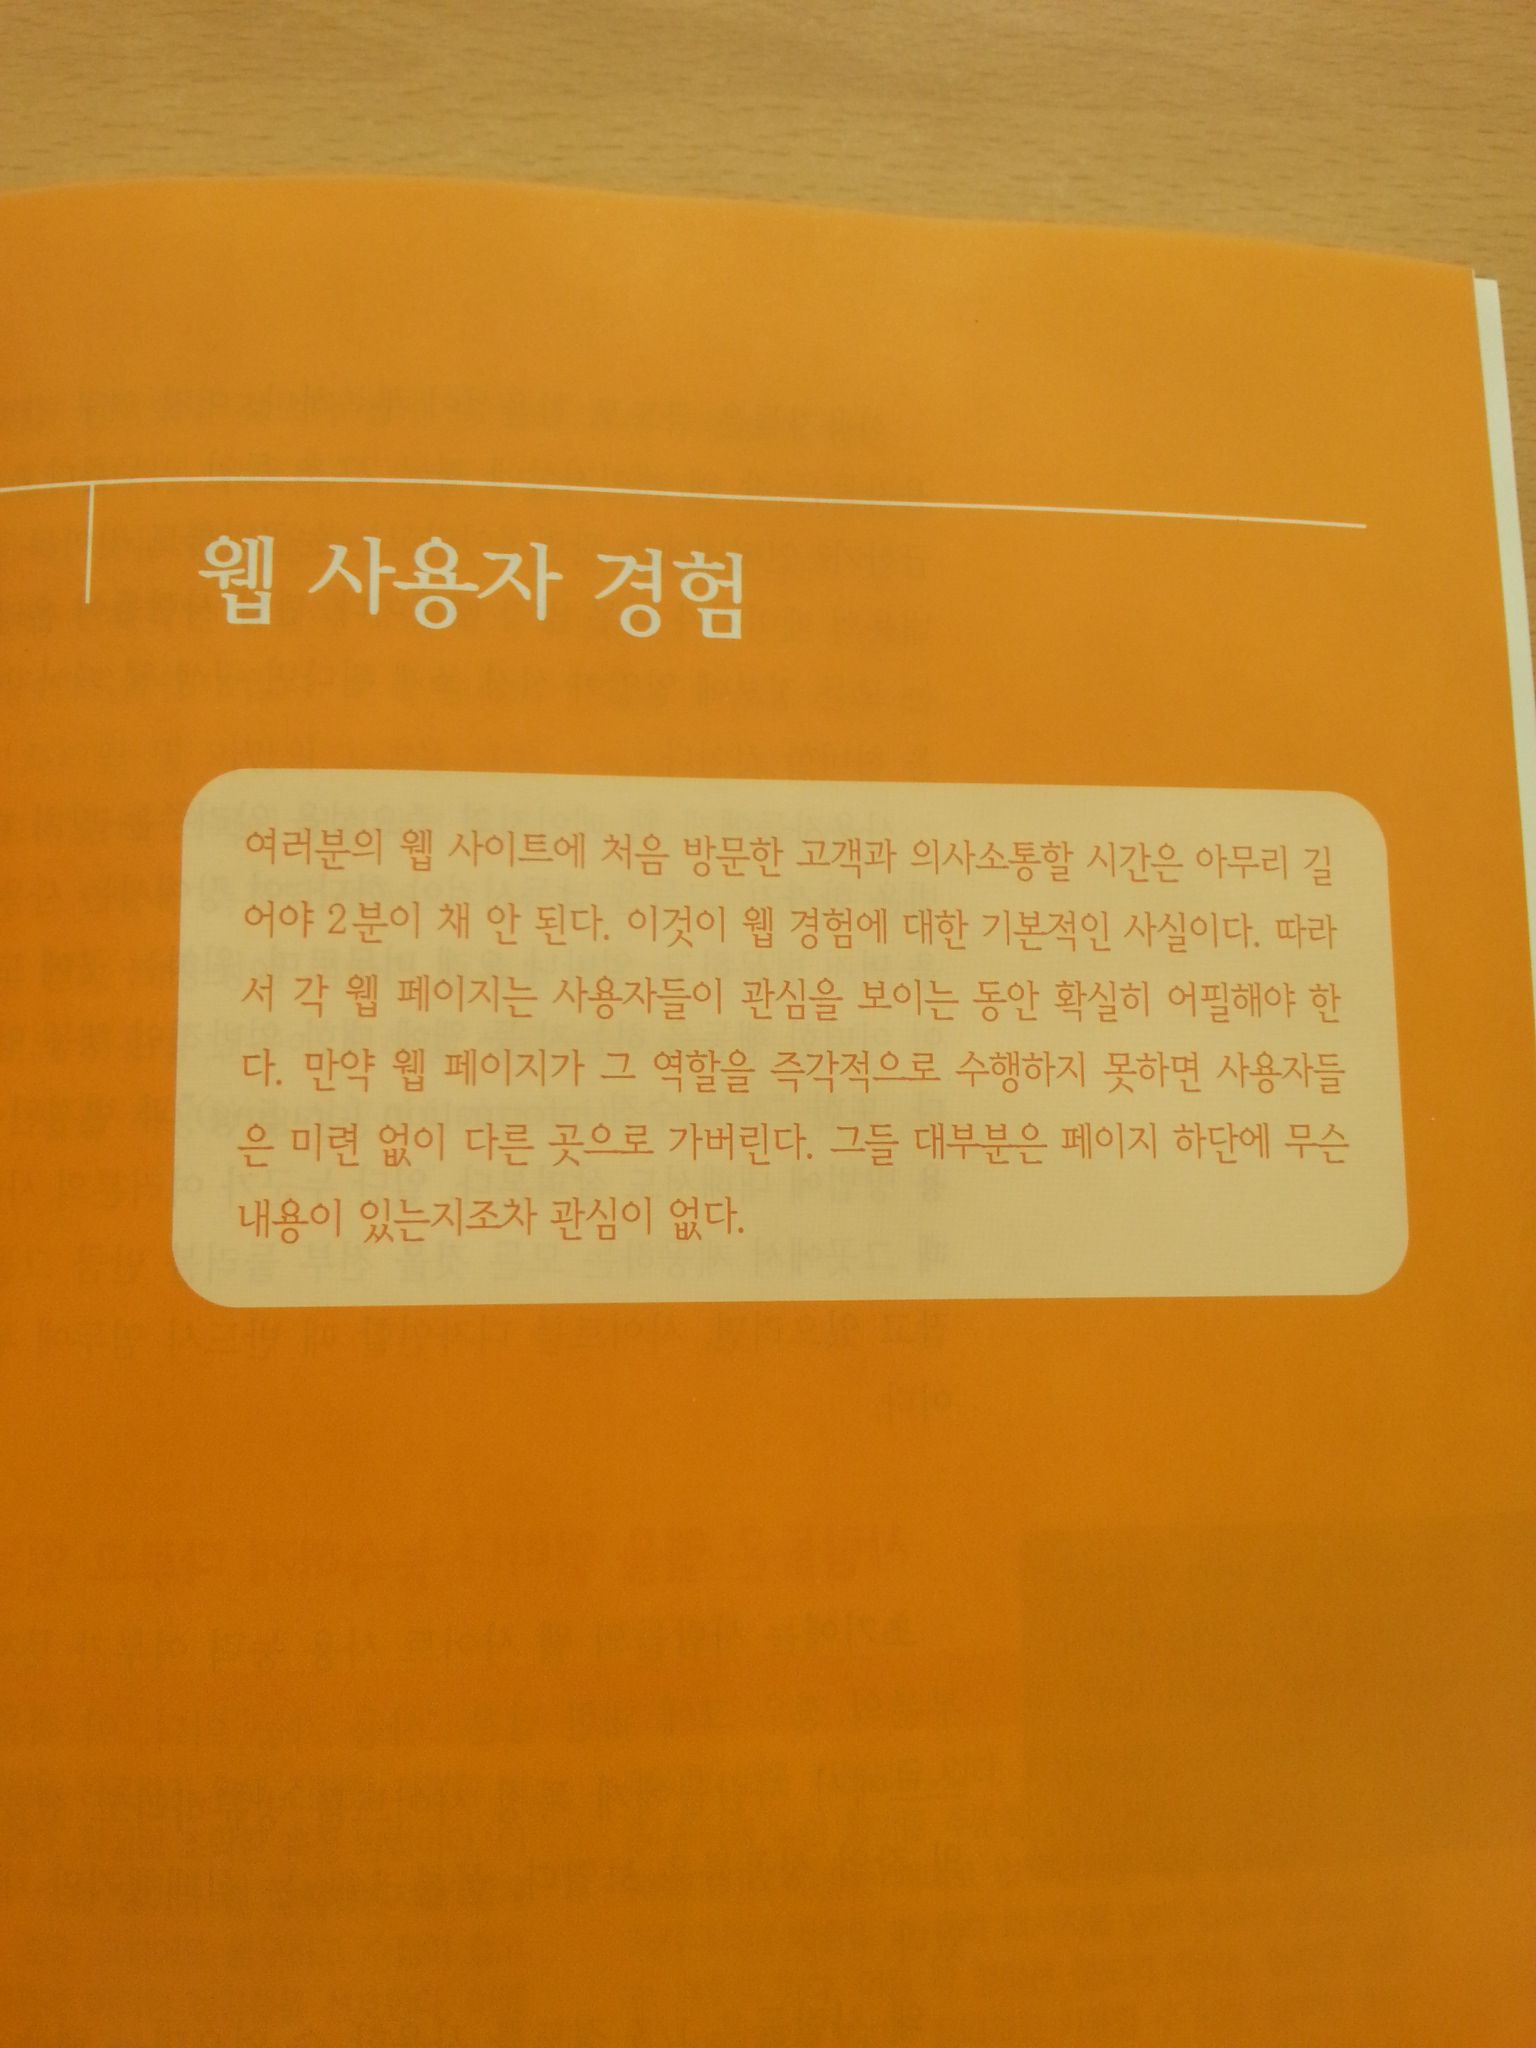 웹 사용자 경험
여러분의 웹 사이트에 처음 방문한 고객과 의사소통할 시간은 아무리 길
어야 2분이 채 안 된다. 이것이 웹 경험에 대한 기본적인 사실이다. 따라
서 각 웹 페이지는 사용자들이 관심을 보이는 동안 확실히 어필해야 한
다. 만약 웹 페이지가 그 역할을 즉각적으로 수행하지 못하면 사용자들
은 미련 없이 다른 곳으로 가버린다. 그들 대부분은 페이지 하단에 무슨
내용이 있는지조차 관심이 없다.